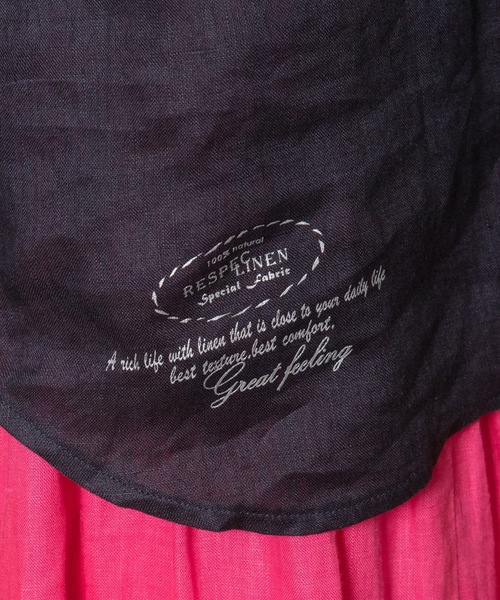 100% natural
RESPEC LINEN
Special Fabric
A rich life with linen that is close to your daily life
best texture, best comfort,
Great feeling